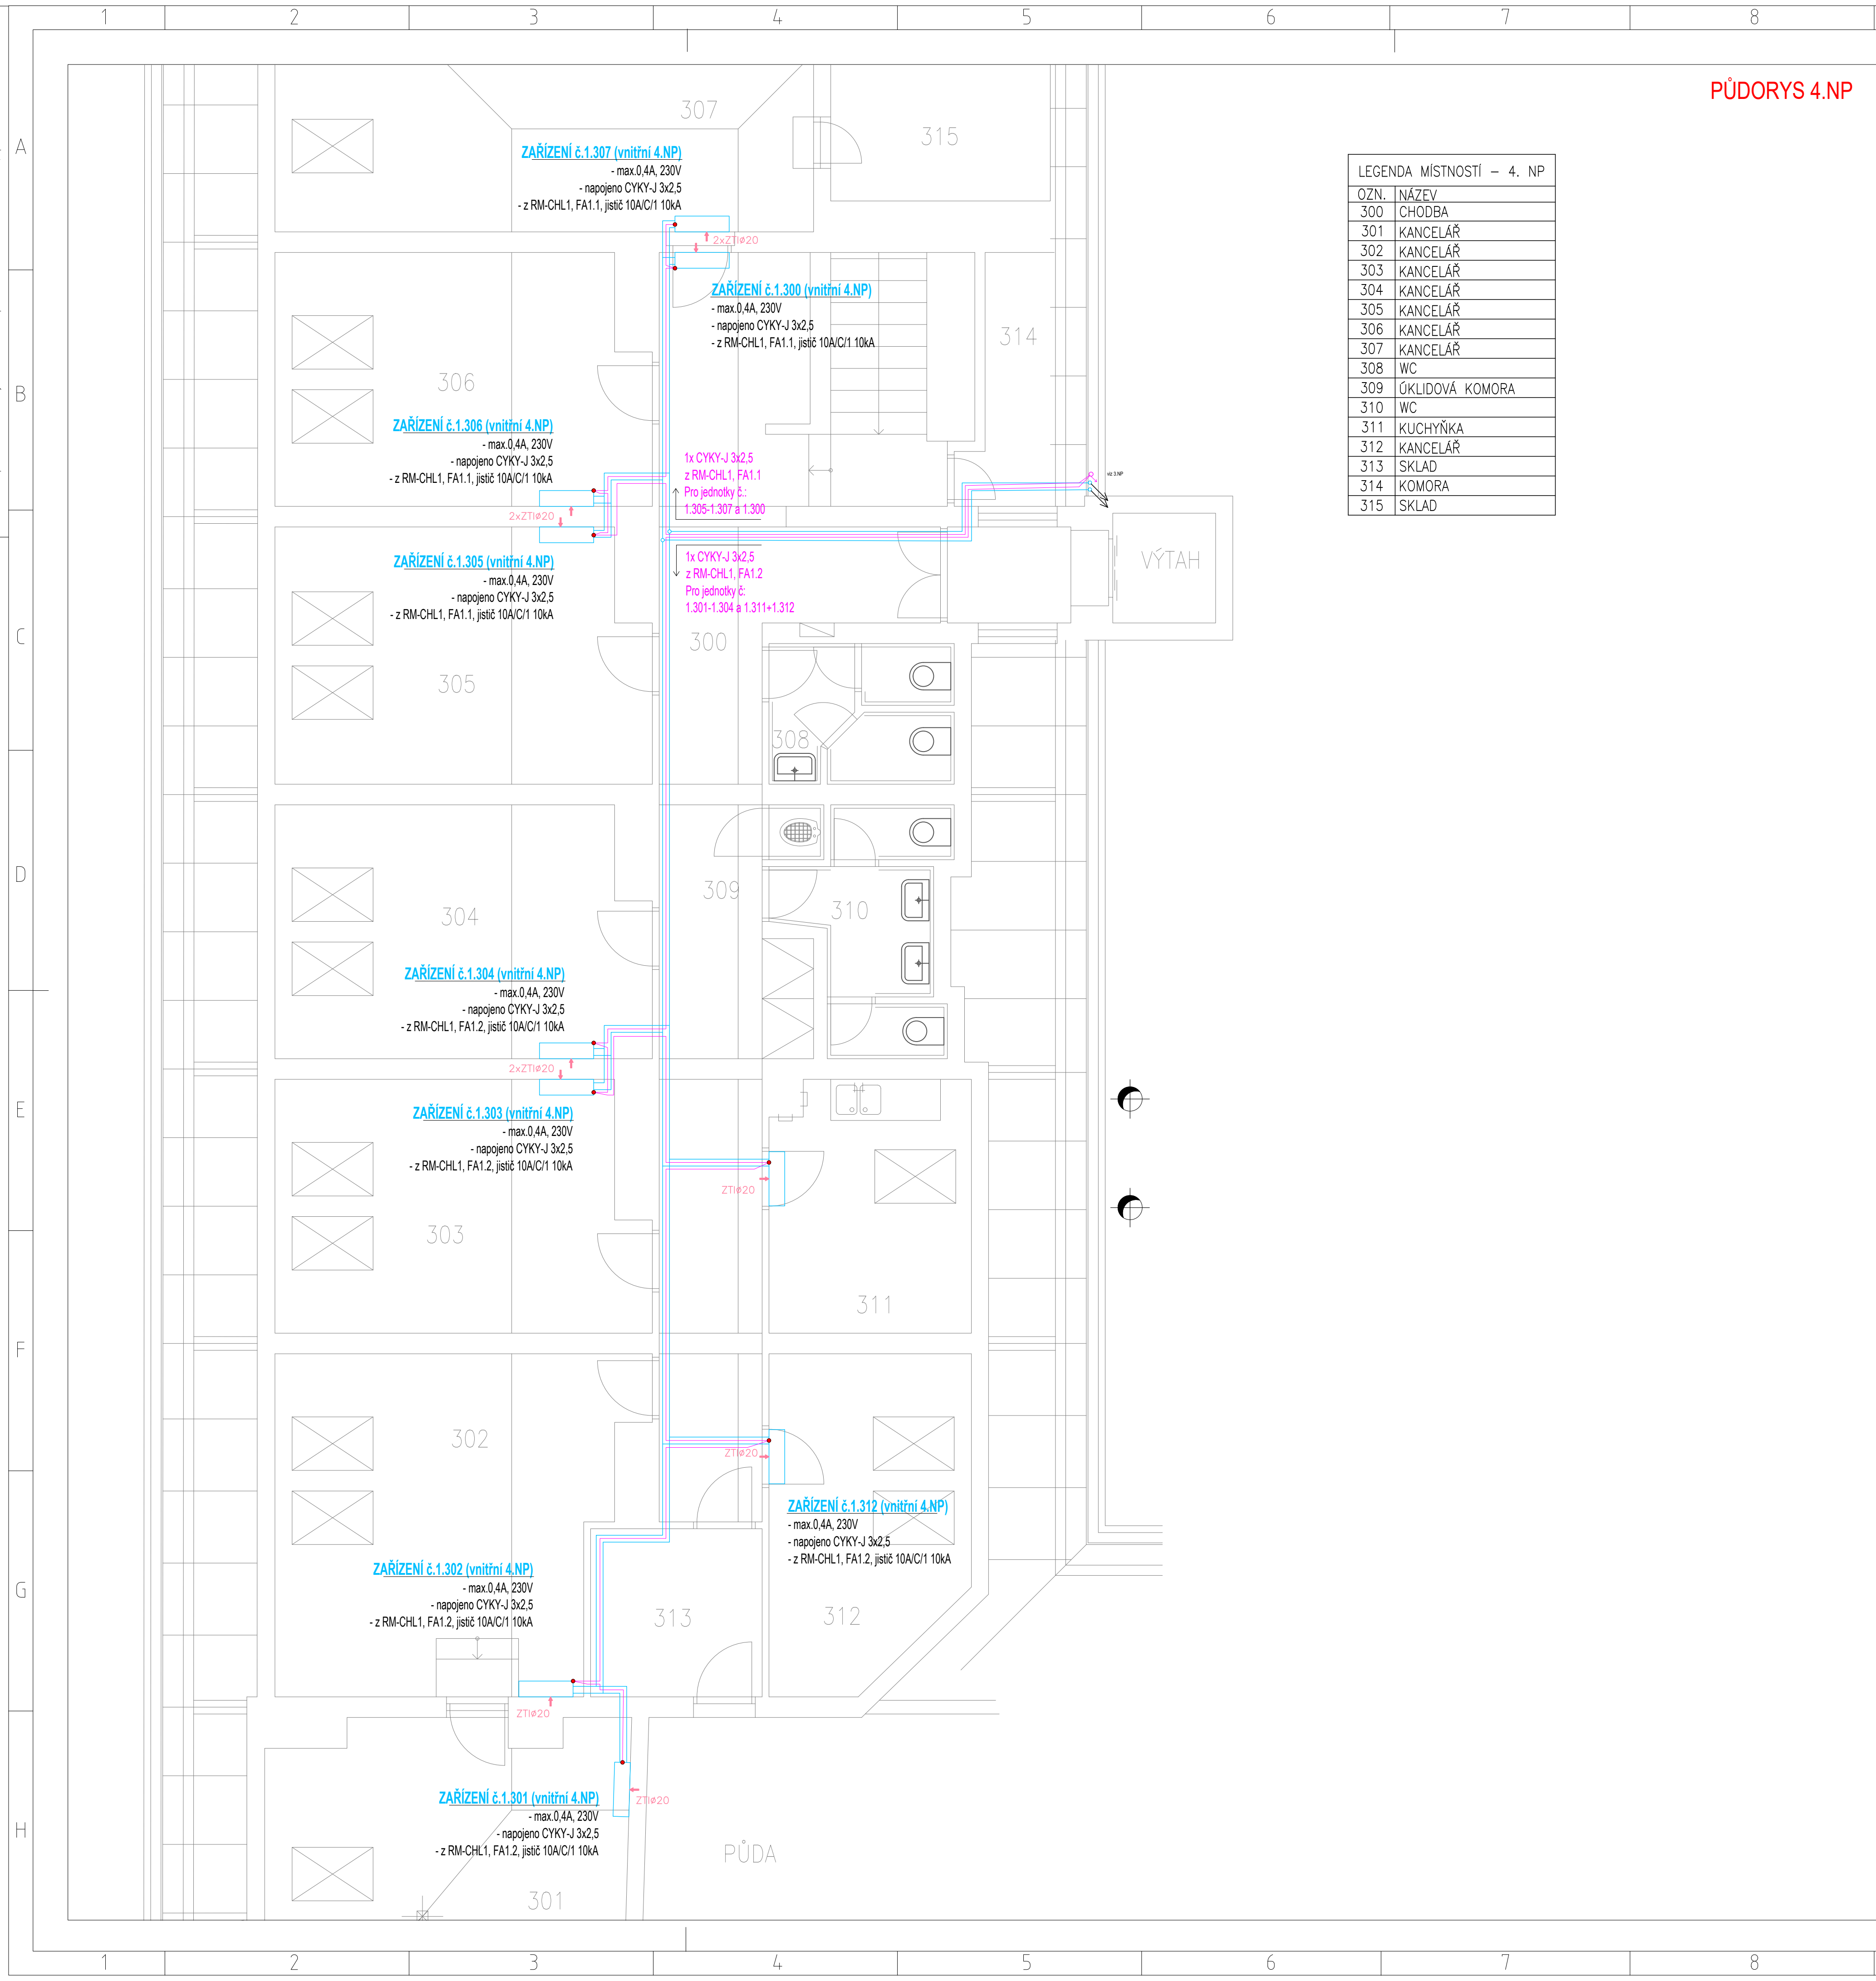 1 2 3 4 5 6 7 8
PŮDORYS 4.NP
A
B
C
D
E
F
G
H
LEGENDA MÍSTNOSTÍ – 4. NP
OZN. NÁZEV
300 CHODBA
301 KANCELÁŘ
302 KANCELÁŘ
303 KANCELÁŘ
304 KANCELÁŘ
305 KANCELÁŘ
306 KANCELÁŘ
307 KANCELÁŘ
308 WC
309 ÚKLIDOVÁ KOMORA
310 WC
311 KUCHYŇKA
312 KANCELÁŘ
313 SKLAD
314 KOMORA
315 SKLAD
307
315
ZAŘÍZENÍ č.1.307 (vnitřní 4.NP)
- max.0,4A, 230V
- napojeno CYKY-J 3x2,5
- z RM-CHL1, FA1.1, jistič 10A/C/1 10kA
2xZTIø20
ZAŘÍZENÍ č.1.300 (vnitřní 4.NP)
- max.0,4A, 230V
- napojeno CYKY-J 3x2,5
- z RM-CHL1, FA1.1, jistič 10A/C/1 10kA
314
306
ZAŘÍZENÍ č.1.306 (vnitřní 4.NP)
- max.0,4A, 230V
- napojeno CYKY-J 3x2,5
- z RM-CHL1, FA1.1, jistič 10A/C/1 10kA
1x CYKY-J 3x2,5
z RM-CHL1, FA1.1
Pro jednotky č.:
1.305-1.307 a 1.300
viz 3.NP
2xZTIø20
ZAŘÍZENÍ č.1.305 (vnitřní 4.NP)
- max.0,4A, 230V
- napojeno CYKY-J 3x2,5
- z RM-CHL1, FA1.1, jistič 10A/C/1 10kA
1x CYKY-J 3x2,5
z RM-CHL1, FA1.2
Pro jednotky č:
1.301-1.304 a 1.311+1.312
VÝTAH
300
305
308
309
310
304
ZAŘÍZENÍ č.1.304 (vnitřní 4.NP)
- max.0,4A, 230V
- napojeno CYKY-J 3x2,5
- z RM-CHL1, FA1.2, jistič 10A/C/1 10kA
2xZTIø20
ZAŘÍZENÍ č.1.303 (vnitřní 4.NP)
- max.0,4A, 230V
- napojeno CYKY-J 3x2,5
- z RM-CHL1, FA1.2, jistič 10A/C/1 10kA
ZTIø20
303
311
302
ZTIø20
ZAŘÍZENÍ č.1.312 (vnitřní 4.NP)
- max.0,4A, 230V
- napojeno CYKY-J 3x2,5
- z RM-CHL1, FA1.2, jistič 10A/C/1 10kA
ZAŘÍZENÍ č.1.302 (vnitřní 4.NP)
- max.0,4A, 230V
- napojeno CYKY-J 3x2,5
- z RM-CHL1, FA1.2, jistič 10A/C/1 10kA
313
312
ZTIø20
ZAŘÍZENÍ č.1.301 (vnitřní 4.NP)
- max.0,4A, 230V
- napojeno CYKY-J 3x2,5
- z RM-CHL1, FA1.2, jistič 10A/C/1 10kA
ZTIø20
PŮDA
301
1 2 3 4 5 6 7 8